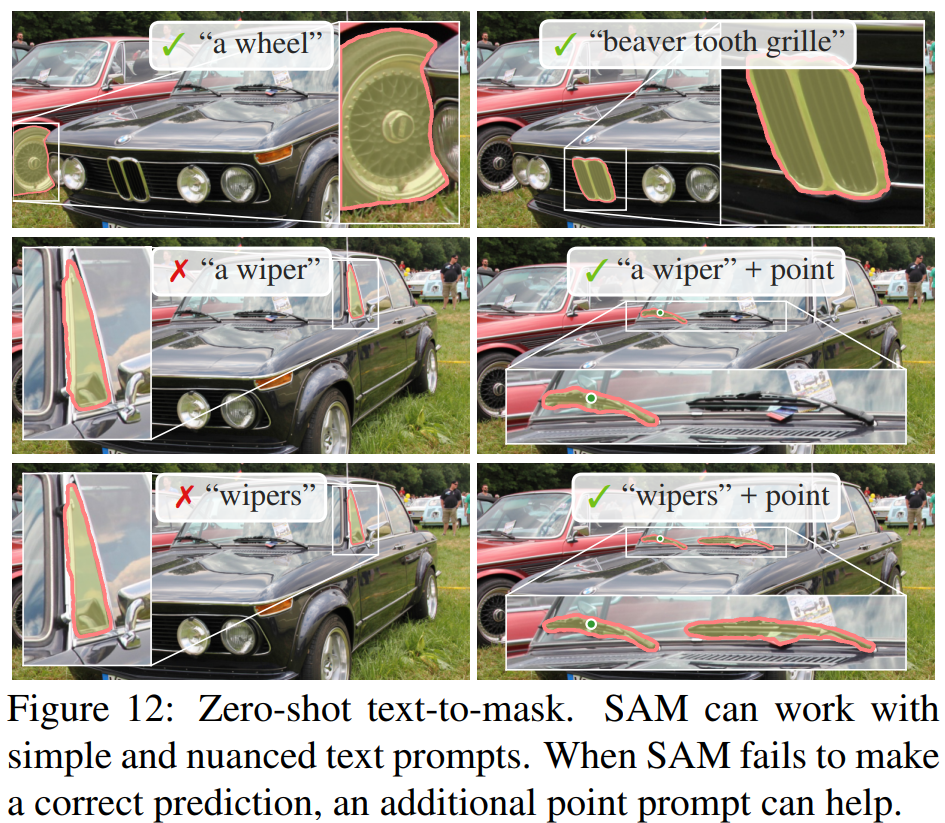 ✓ “a wheel”
✓ “beaver tooth grille”
✗ “a wiper”
✓ “a wiper” + point
✗ “wipers”
✓ “wipers” + point
Figure 12: Zero-shot text-to-mask. SAM can work with
simple and nuanced text prompts. When SAM fails to make
a correct prediction, an additional point prompt can help.